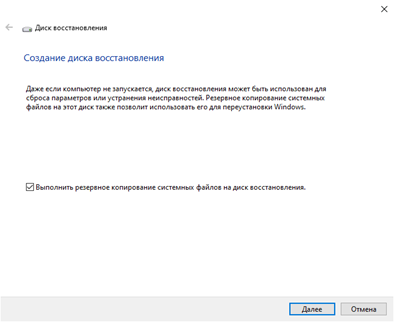 Диск восстановления
Создание диска восстановления
Даже если компьютер не запускается, диск восстановления может быть использован для
сброса параметров или устранения неисправностей. Резервное копирование системных
файлов на этот диск также позволит использовать его для переустановки Windows.
Выполнить резервное копирование системных файлов на диск восстановления.
Далее
Отмена